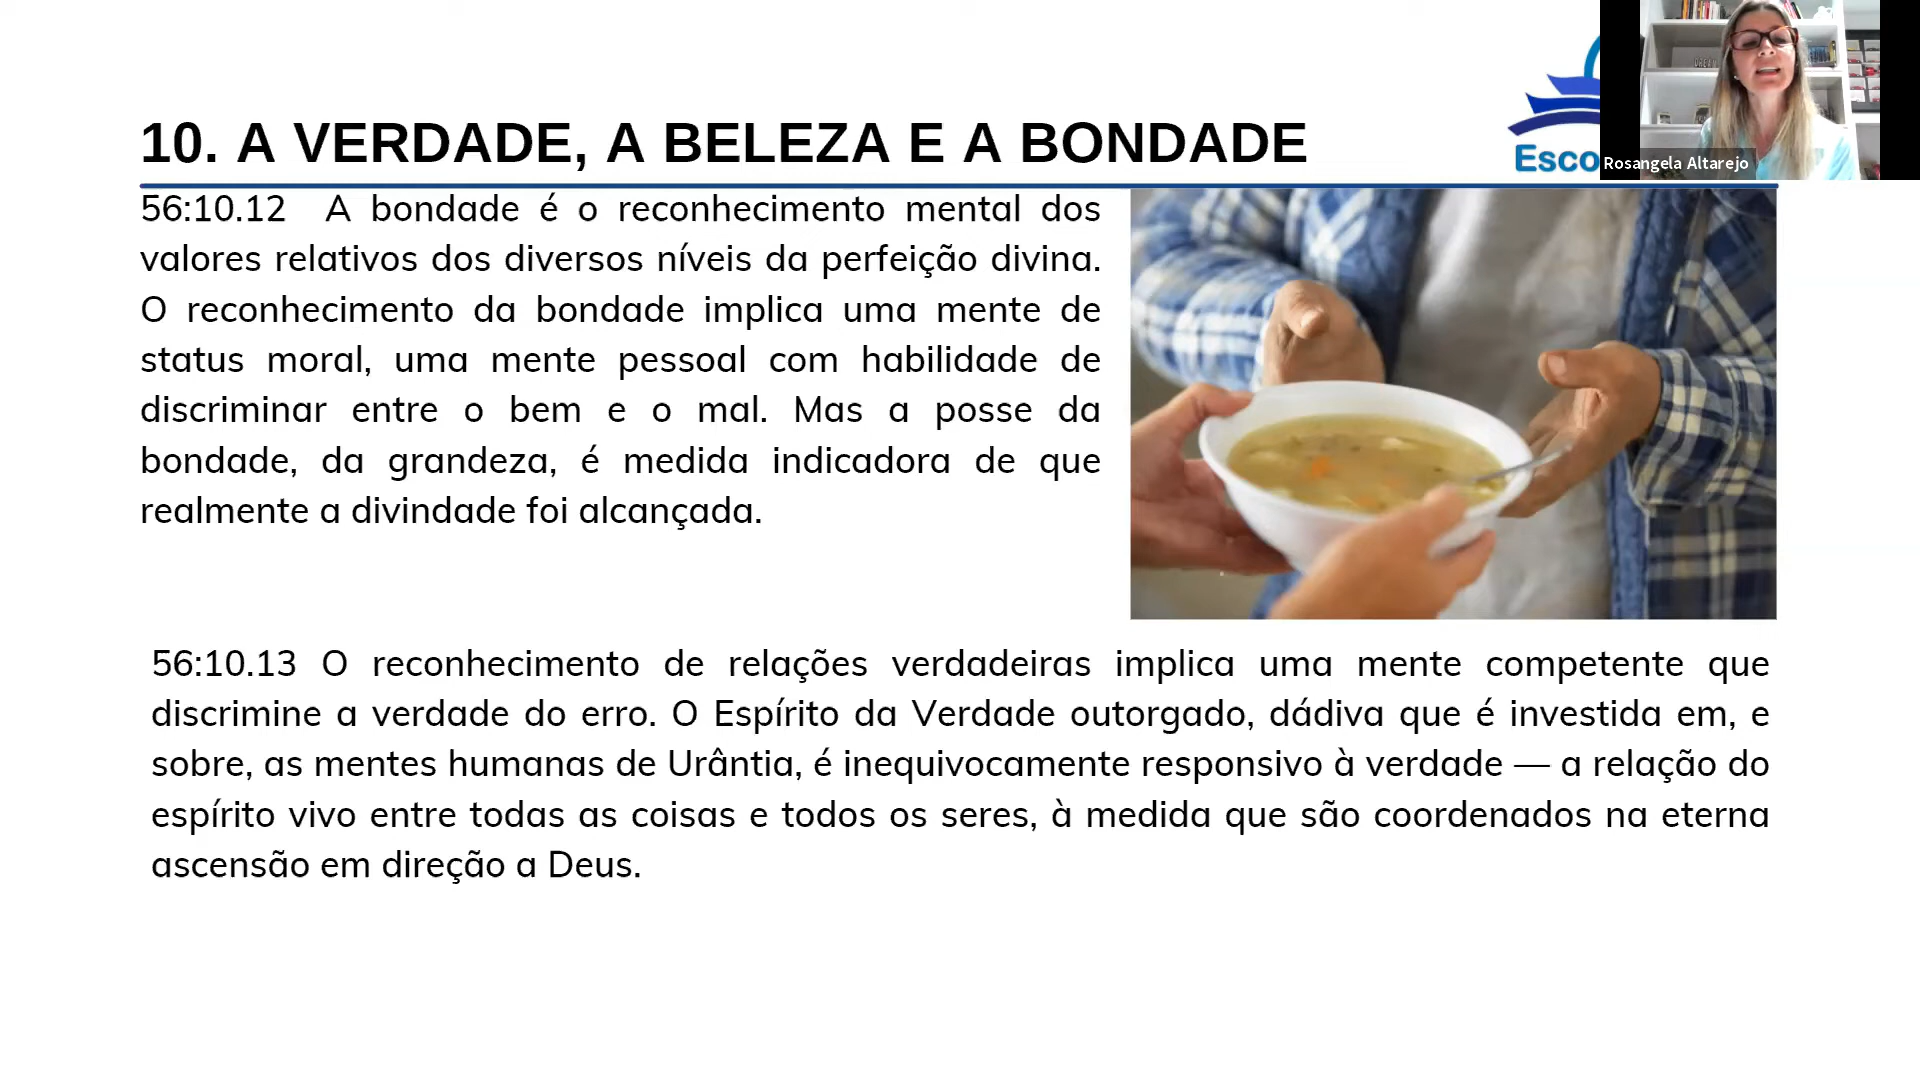 10. A VERDADE, A BELEZA E A BONDADE
Esco
Rosangela Altarejo
56:10.12 A bondade é o reconhecimento mental dos
valores relativos dos diversos níveis da perfeição divina.
O reconhecimento da bondade implica uma mente de
status moral, uma mente pessoal com habilidade de
discriminar entre o bem e o mal. Mas a posse da
bondade, da grandeza, é medida indicadora de que
realmente a divindade foi alcançada.
56:10.13 O reconhecimento de relações verdadeiras implica uma mente competente que
discrimine a verdade do erro. O Espírito da Verdade outorgado, dádiva que é investida em, e
sobre, as mentes humanas de Urântia, é inequivocamente responsivo à verdade — a relação do
espírito vivo entre todas as coisas e todos os seres, à medida que são coordenados na eterna
ascensão em direção a Deus.